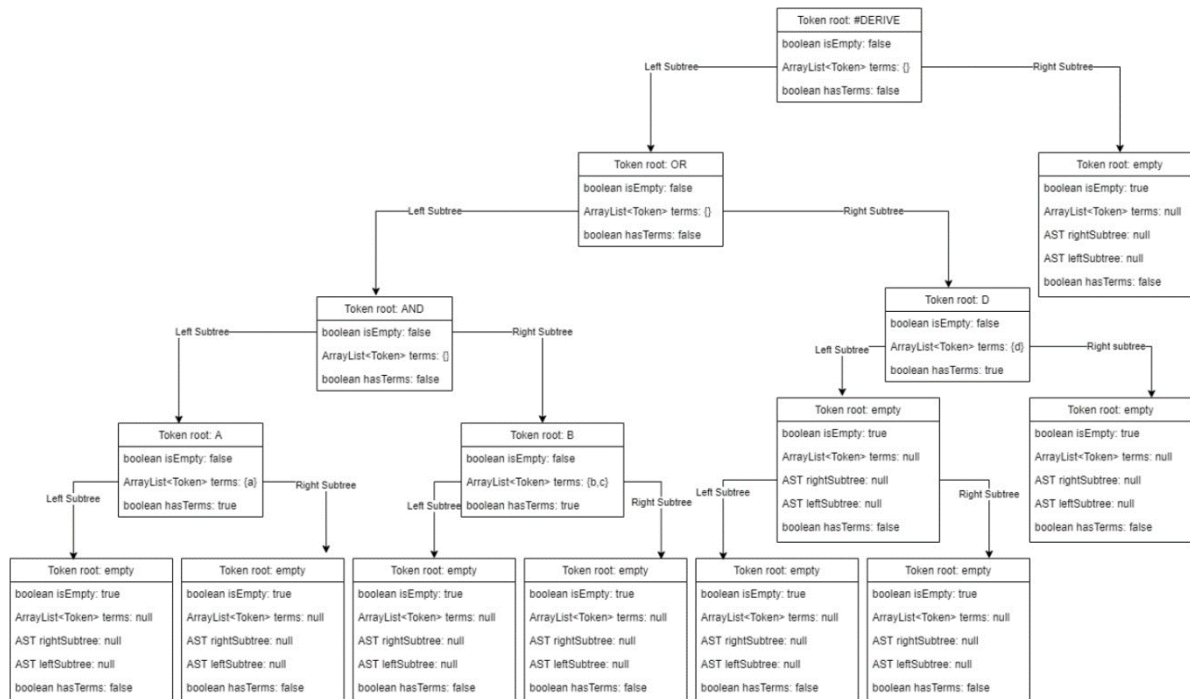 Token root: #DERIVE
boolean isEmpty: false
Left Subtree
ArrayList<Token> terms: {}
Right Subtree
boolean hasTerms: false
Token root: OR
boolean isEmpty: false
Left Subtree
ArrayList<Token> terms: {}
Right Subtree
boolean hasTerms: false
Token root: empty
boolean isEmpty: true
ArrayList<Token> terms: null
AST rightSubtree: null
AST leftSubtree: null
boolean hasTerms: false
Token root: AND
Left Subtree
boolean isEmpty: false
Right Subtree
ArrayList<Token> terms: {}
boolean hasTerms: false
Token root: D
boolean isEmpty: false
Left Subtree
ArrayList<Token> terms: {d}
Right subtree
boolean hasTerms: true
Token root: A
boolean isEmpty: false
Left Subtree
ArrayList<Token> terms: {a}
Right Subtree
boolean hasTerms: true
Token root: B
boolean isEmpty: false
ArrayList<Token> terms: {b,c}
Left Subtree
boolean hasTerms: true
Right Subtree
Token root: empty
boolean isEmpty: true
ArrayList<Token> terms: null
Left Subtree
AST rightSubtree: null
Right Subtree
AST leftSubtree: null
boolean hasTerms: false
Token root: empty
boolean isEmpty: true
ArrayList<Token> terms: null
AST rightSubtree: null
AST leftSubtree: null
boolean hasTerms: false
Token root: empty
boolean isEmpty: true
ArrayList<Token> terms: null
AST rightSubtree: null
AST leftSubtree: null
boolean hasTerms: false
Token root: empty
boolean isEmpty: true
ArrayList<Token> terms: null
AST rightSubtree: null
AST leftSubtree: null
boolean hasTerms: false
Token root: empty
boolean isEmpty: true
ArrayList<Token> terms: null
AST rightSubtree: null
AST leftSubtree: null
boolean hasTerms: false
Token root: empty
boolean isEmpty: true
ArrayList<Token> terms: null
AST rightSubtree: null
AST leftSubtree: null
boolean hasTerms: false
Token root: empty
boolean isEmpty: true
ArrayList<Token> terms: null
AST rightSubtree: null
AST leftSubtree: null
boolean hasTerms: false
Token root: empty
boolean isEmpty: true
ArrayList<Token> terms: null
AST rightSubtree: null
AST leftSubtree: null
boolean hasTerms: false